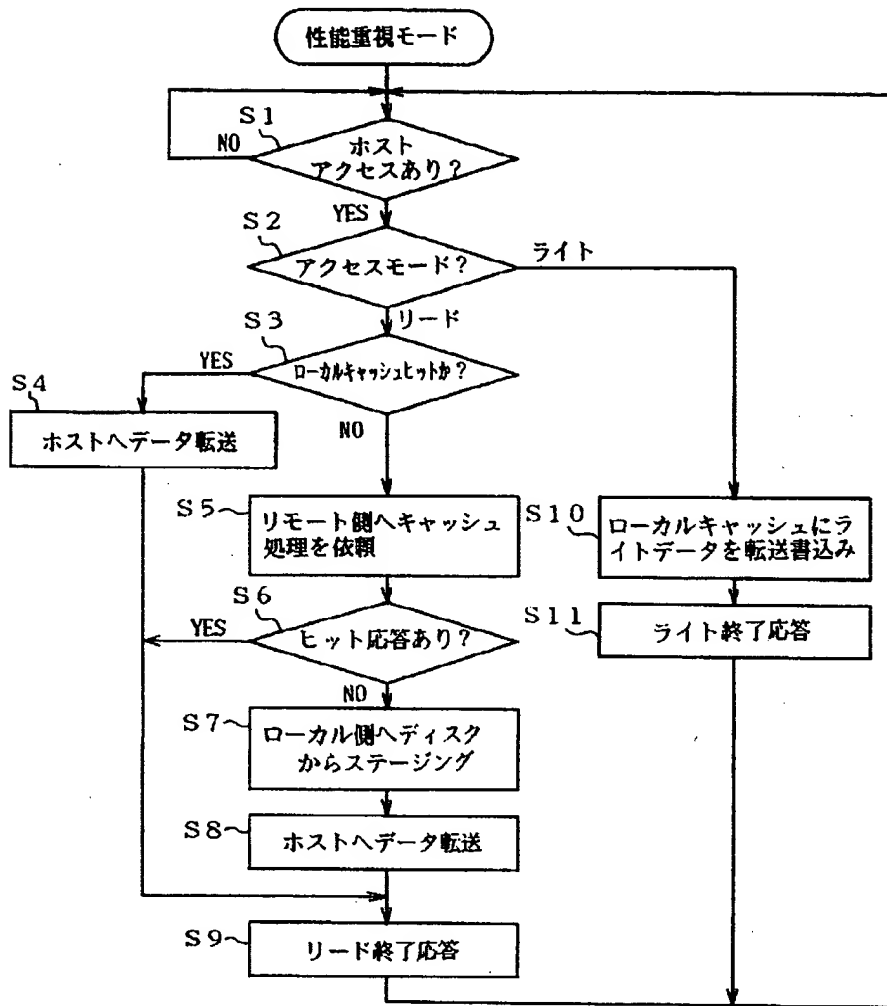 性能重視モード
S1
NO
ホスト
アクセスあり?
YES
S2
アクセスモード?
ライト
リード
S3
YES
ローカルキャッシュヒットか?
S4
ホストへデータ転送
NO
S5
リモート側へキャッシュ
処理を依頼
S10
ローカルキャッシュにラ
イトデータを転送書込み
S6
YES
ヒット応答あり?
S11
ライト終了応答
NO
S7
ローカル側へディスク
からステージング
S8
ホストへデータ転送
S9
リード終了応答